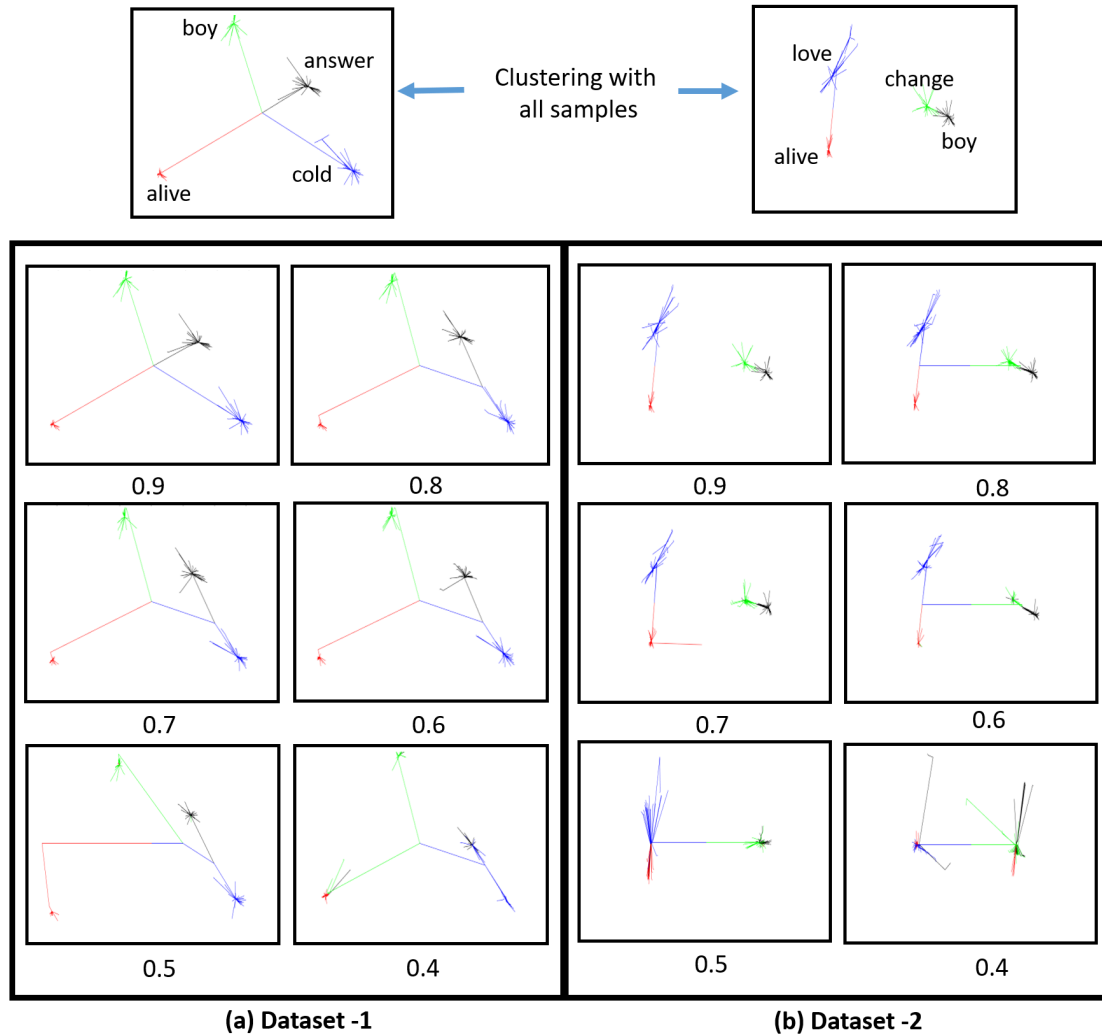 boy
answer
alive
cold
Clustering with
all samples
love
change
boy
alive
0.9
0.8
0.7
0.6
0.5
0.4
(a) Dataset -1
0.9
0.8
0.7
0.6
0.5
0.4
(b) Dataset -2